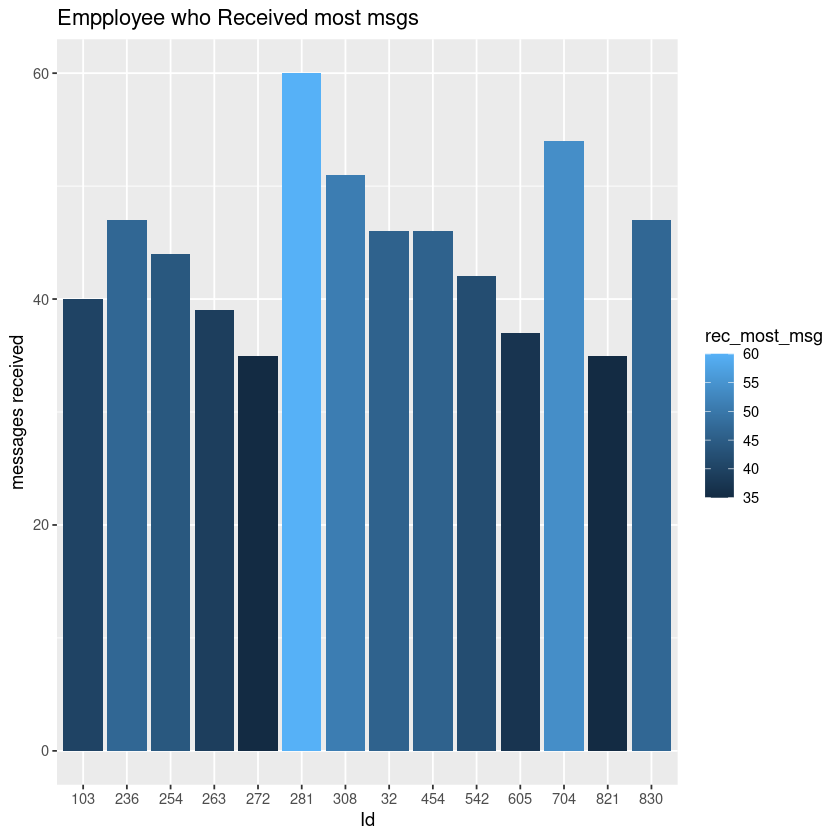 Empployee who Received most msgs
messages received
60
40
20
0
103 236 254 263 272 281 308 32 454 542 605 704 821 830
Id
rec_most_msg
60
55
50
45
40
35